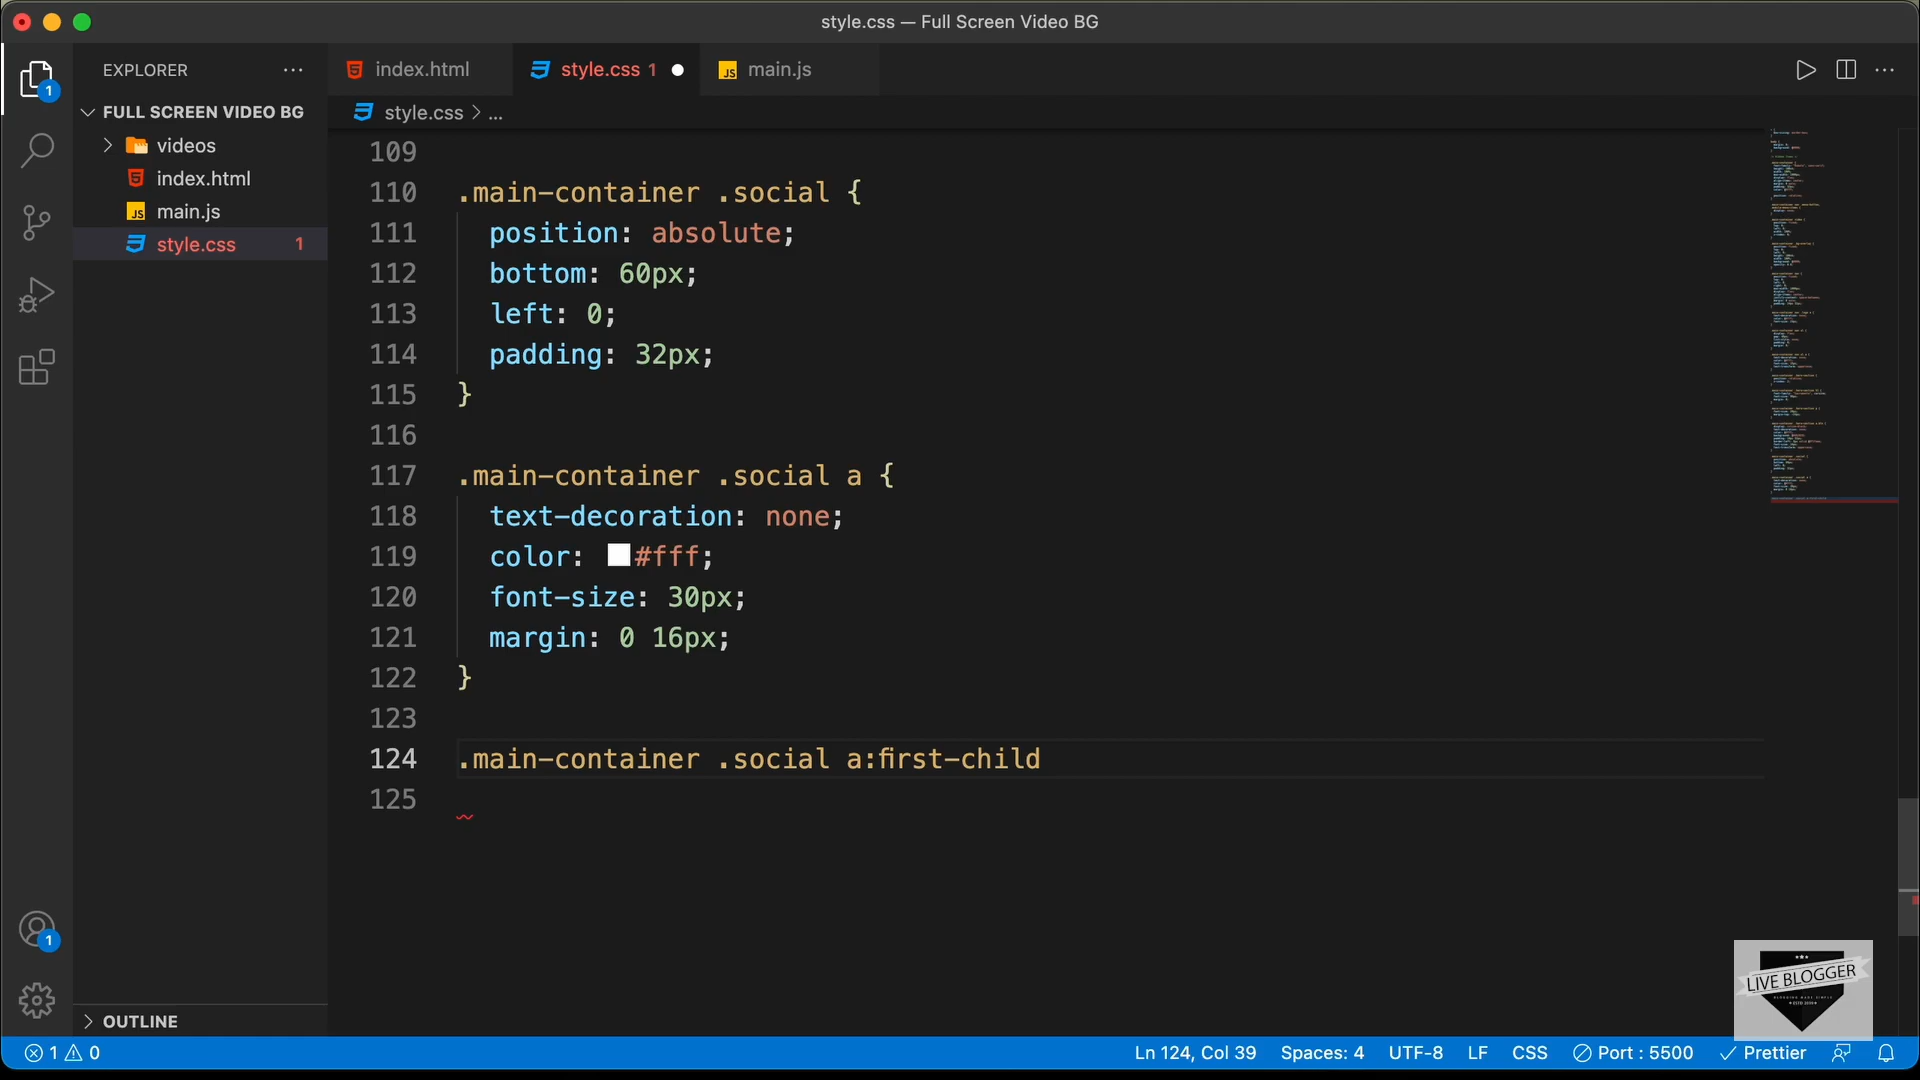 style.css — Full Screen Video BG
EXPLORER
index.html
style.css 1
main.js
1
FULL SCREEN VIDEO BG
style.css > ...
videos
index.html
JS main.js
style.css 1
109
110 .main-container .social {
111 position: absolute;
112 bottom: 60px;
113 left: 0;
114 padding: 32px;
115 }
116
117 .main-container .social a {
118 text-decoration: none;
119 color: #fff;
120 font-size: 30px;
121 margin: 0 16px;
122 }
123
124 .main-container .social a:first-child
125
1
LIVE BLOGGER
OUTLINE
1 0
Ln 124, Col 39
Spaces: 4
UTF-8
LF
CSS
Port : 5500
Prettier